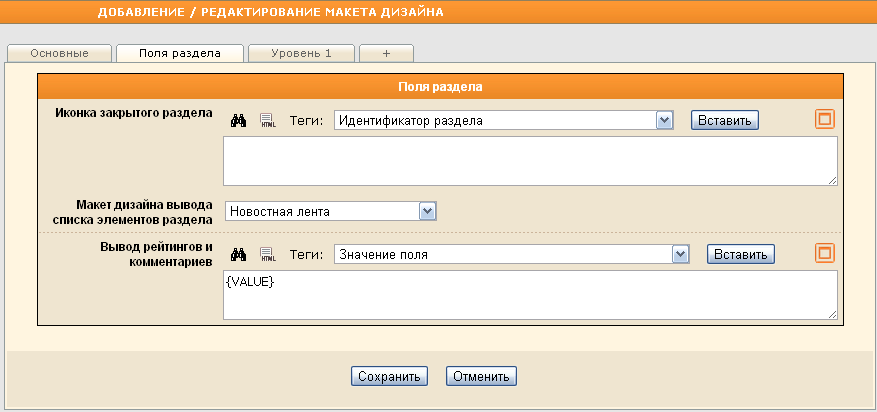 ДОБАВЛЕНИЕ / РЕДАКТИРОВАНИЕ МАКЕТА ДИЗАЙНА
Основные Поля раздела Уровень 1 +
Поля раздела
Иконка закрытого раздела HTML Теги: Идентификатор раздела Вставить
Макет дизайна вывода
списка элементов раздела Новостная лента
Вывод рейтингов и
комментариев HTML Теги: Значение поля Вставить
{VALUE}
Сохранить Отменить